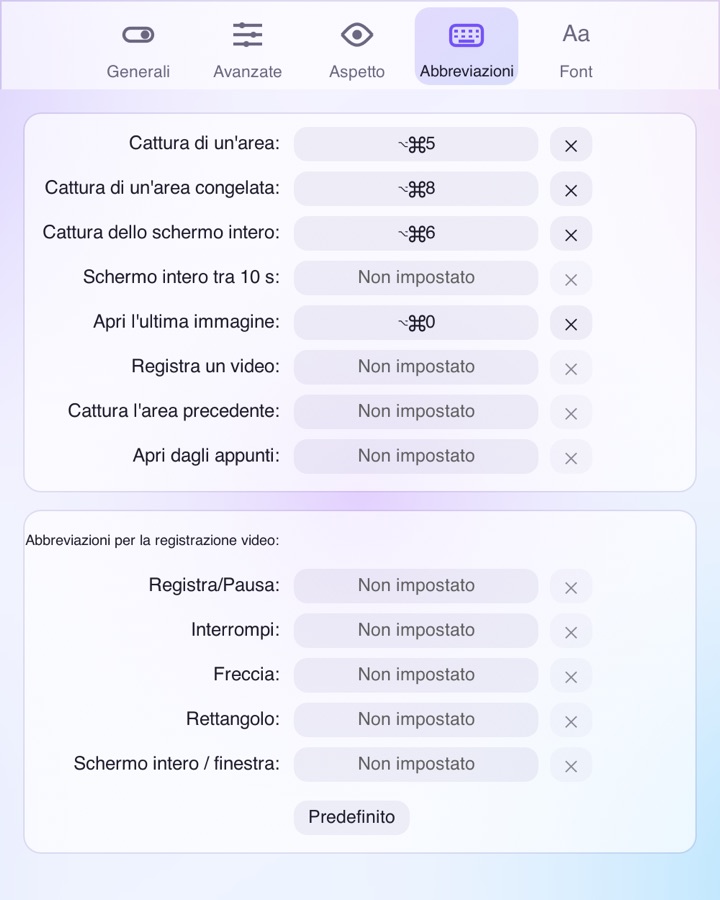 Generali Avanzate Aspetto Abbreviazioni Aa Font
Cattura di un'area: ⌥⌘5
Cattura di un'area congelata: ⌥⌘8
Cattura dello schermo intero: ⌥⌘6
Schermo intero tra 10 s: Non impostato
Apri l'ultima immagine: ⌥⌘0
Registra un video: Non impostato
Cattura l'area precedente: Non impostato
Apri dagli appunti: Non impostato
Abbreviazioni per la registrazione video:
Registra/Pausa: Non impostato
Interrompi: Non impostato
Freccia: Non impostato
Rettangolo: Non impostato
Schermo intero / finestra: Non impostato
Predefinito